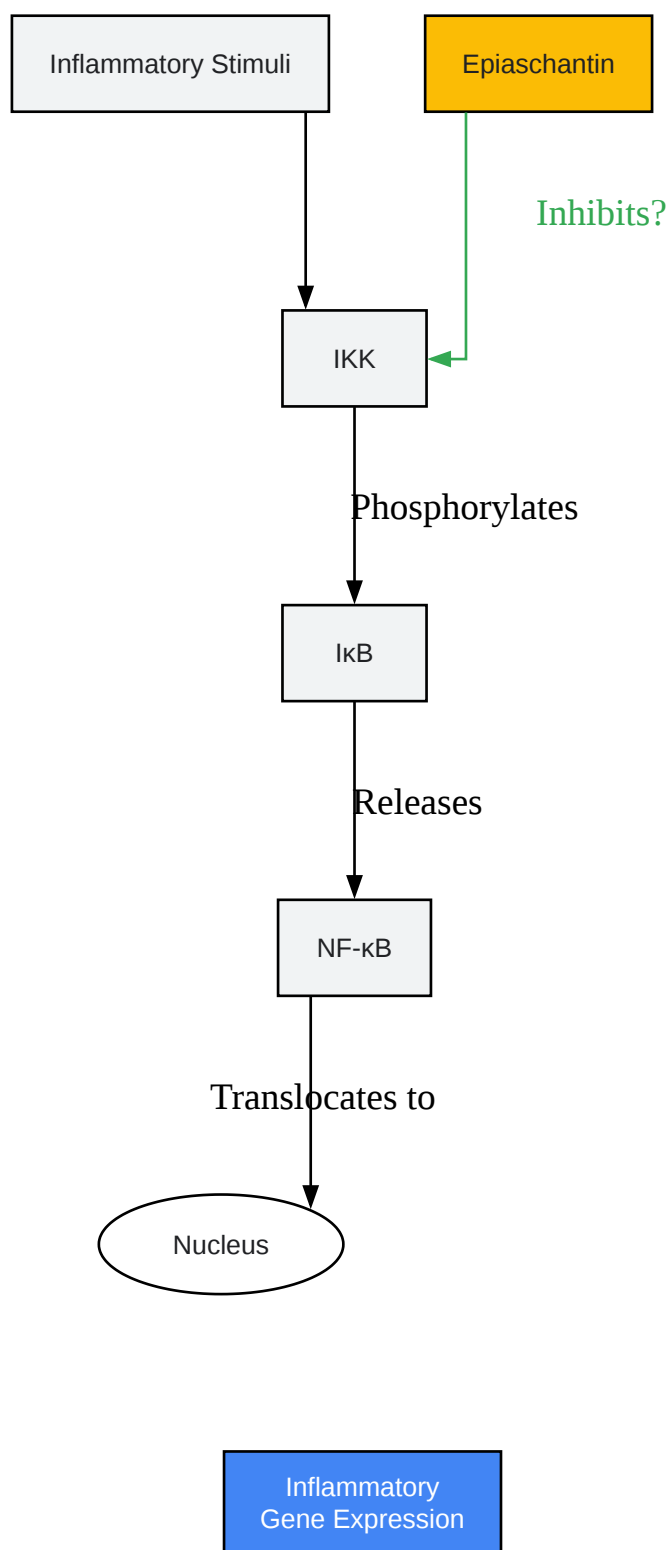 Inflammatory Stimuli
Epiaschantin
Inhibits?
IKK
Phosphorylates
IκB
Releases
NF-κB
Translocates to
Nucleus
Inflammatory
Gene Expression